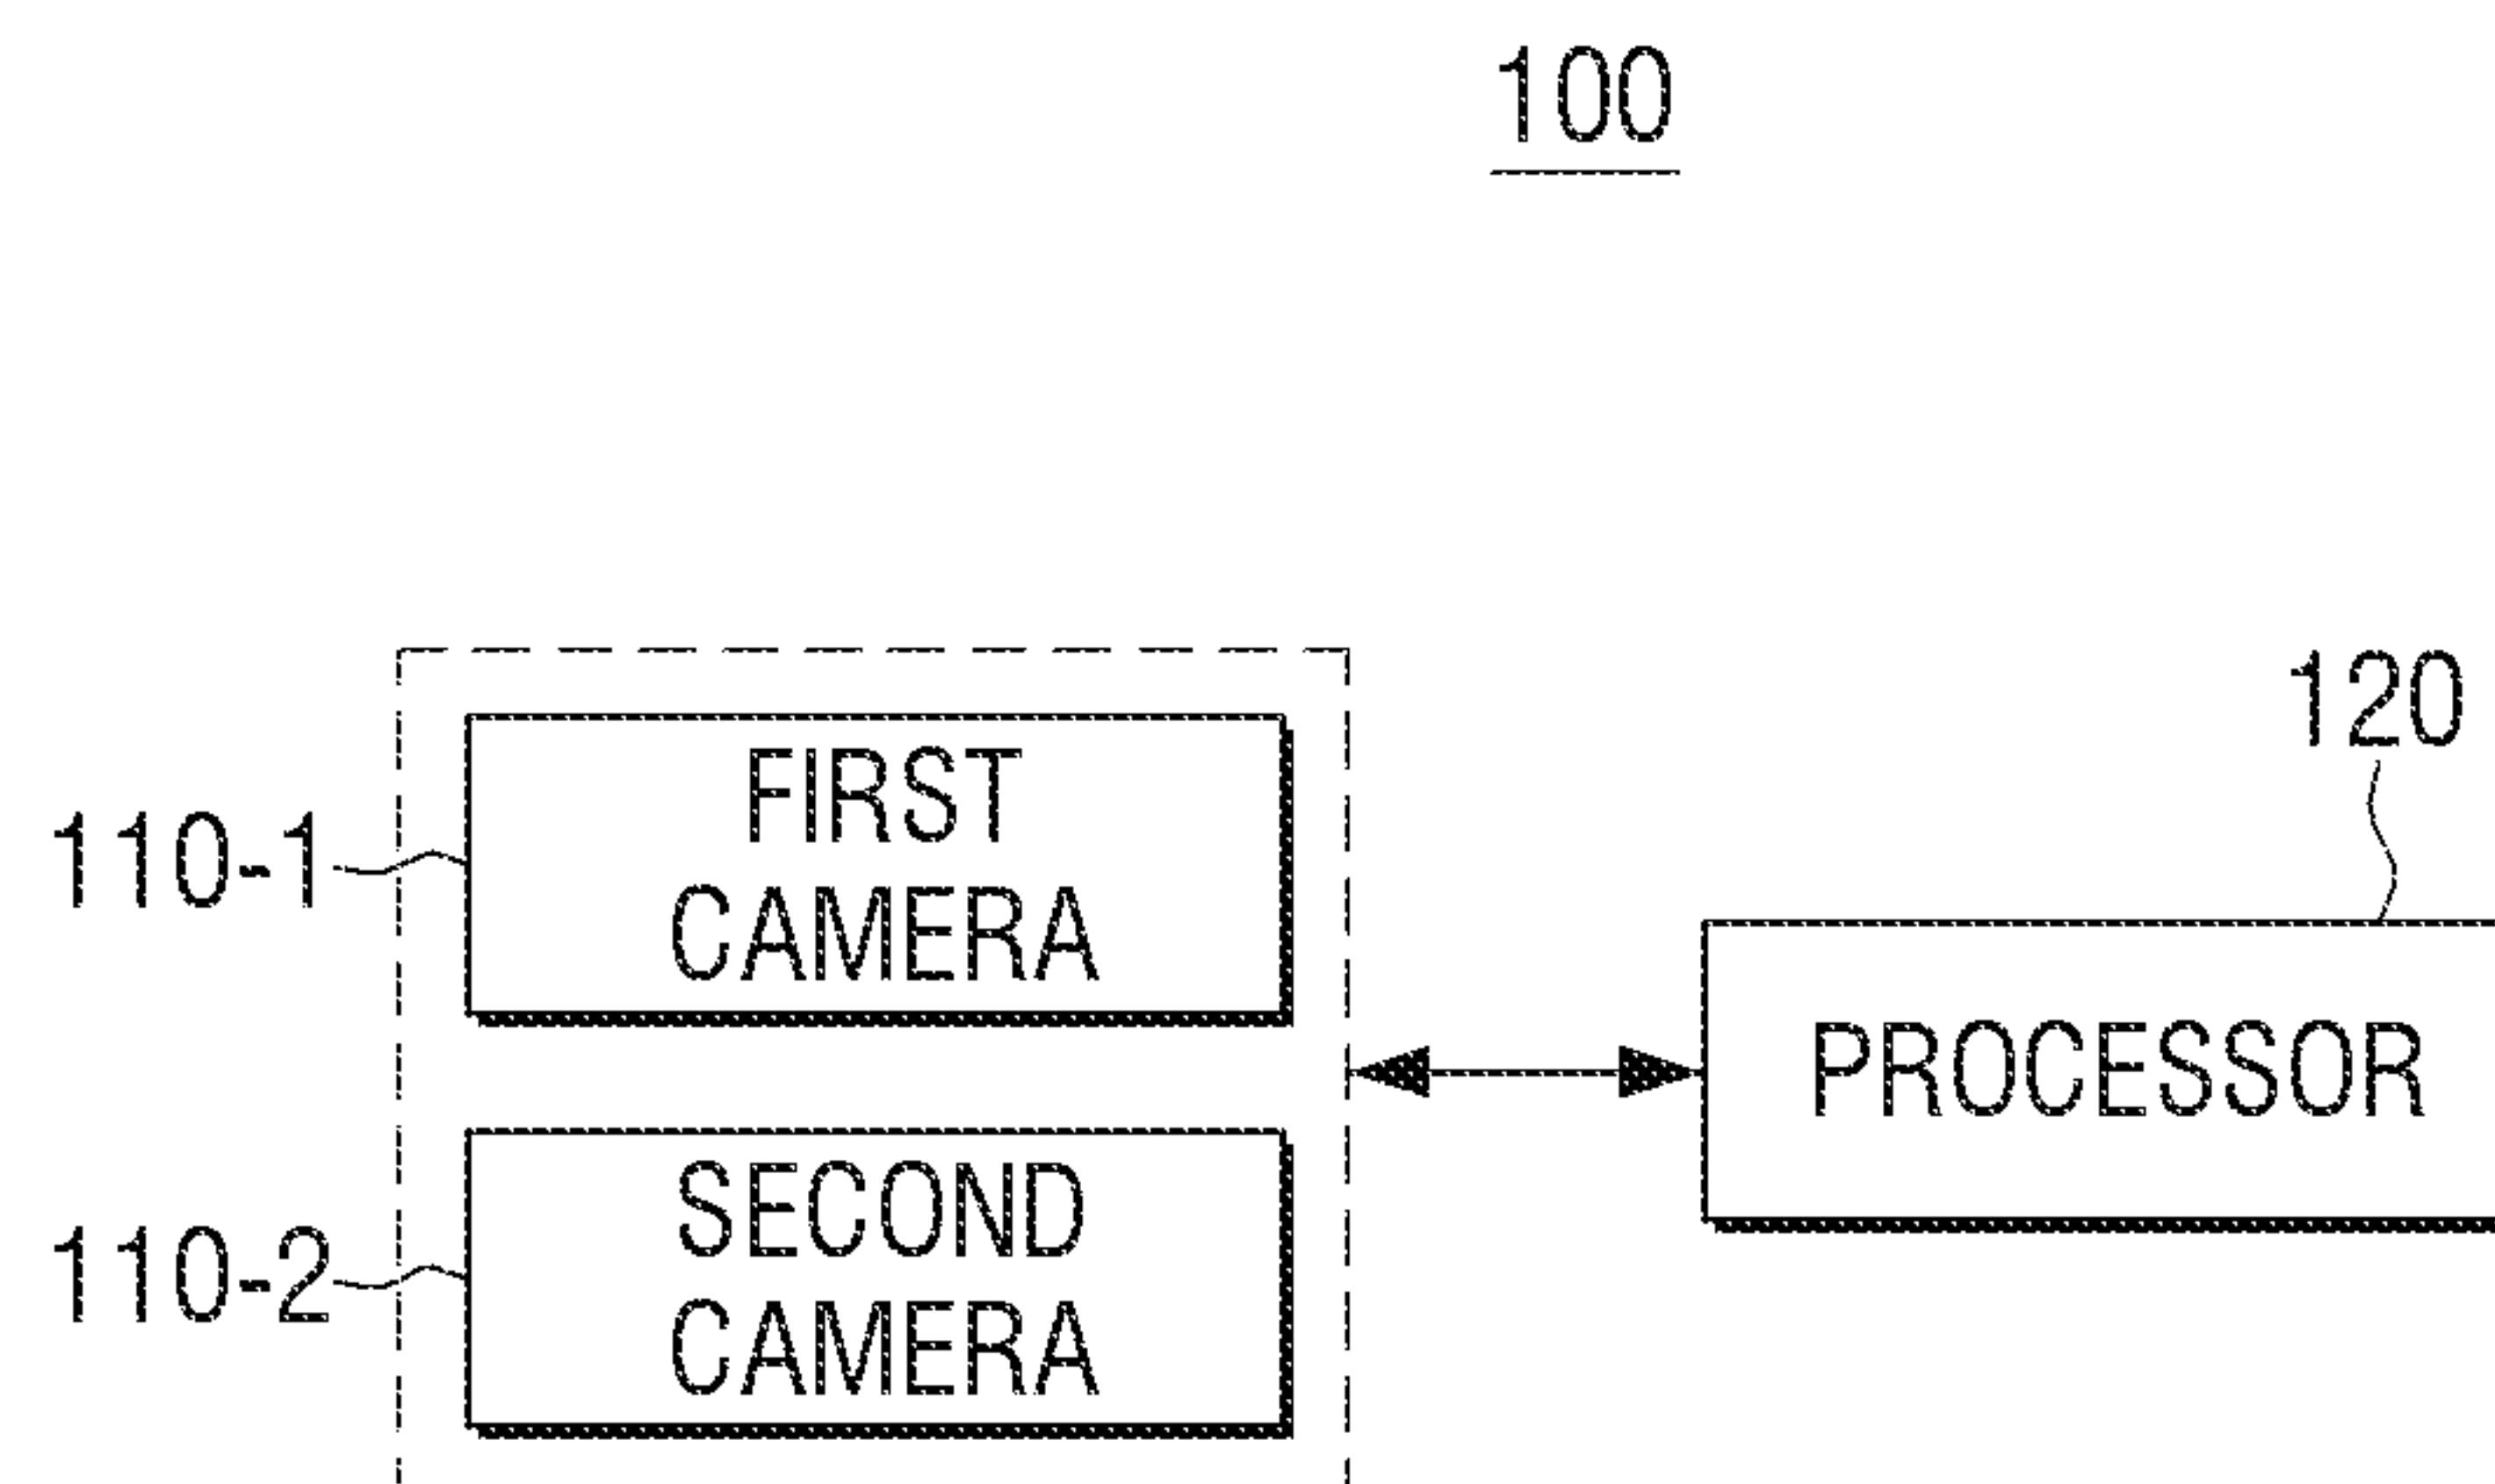 100
120
110-1
FIRST
CAMERA
PROCESSOR
110-2
SECOND
CAMERA